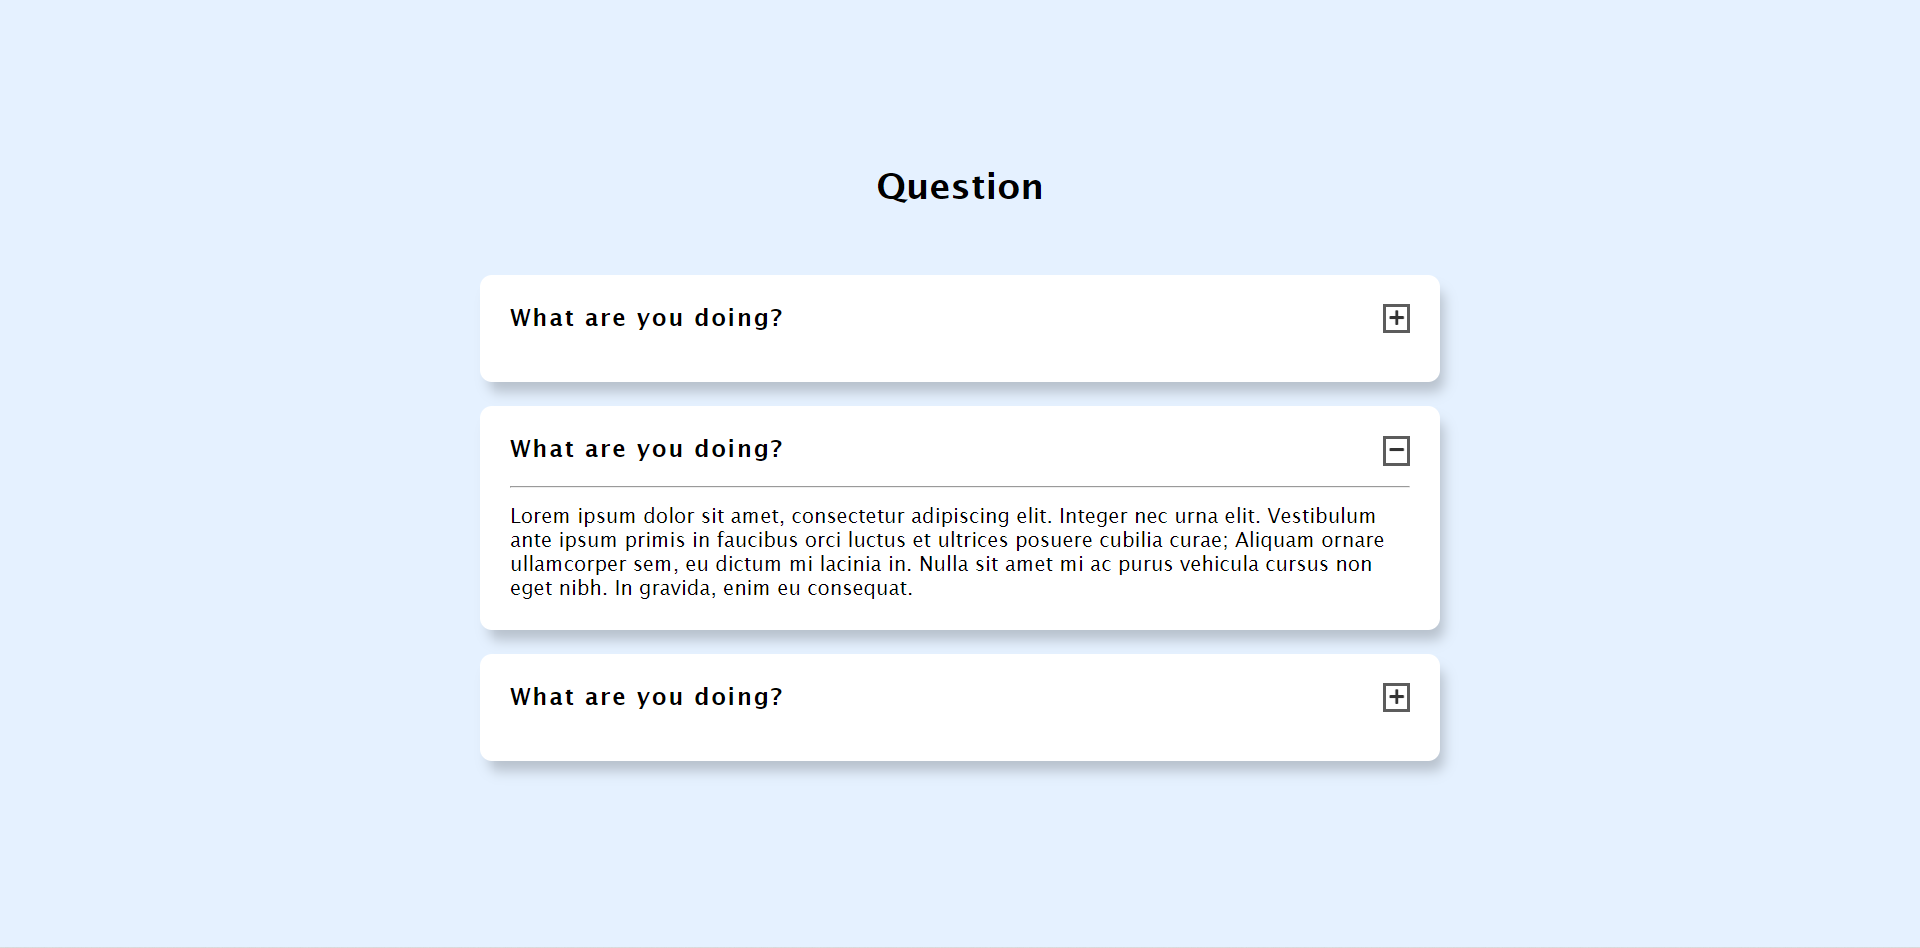 Question
What are you doing?
+
What are you doing?
−
Lorem ipsum dolor sit amet, consectetur adipiscing elit. Integer nec urna elit. Vestibulum
ante ipsum primis in faucibus orci luctus et ultrices posuere cubilia curae; Aliquam ornare
ullamcorper sem, eu dictum mi lacinia in. Nulla sit amet mi ac purus vehicula cursus non
eget nibh. In gravida, enim eu consequat.
What are you doing?
+